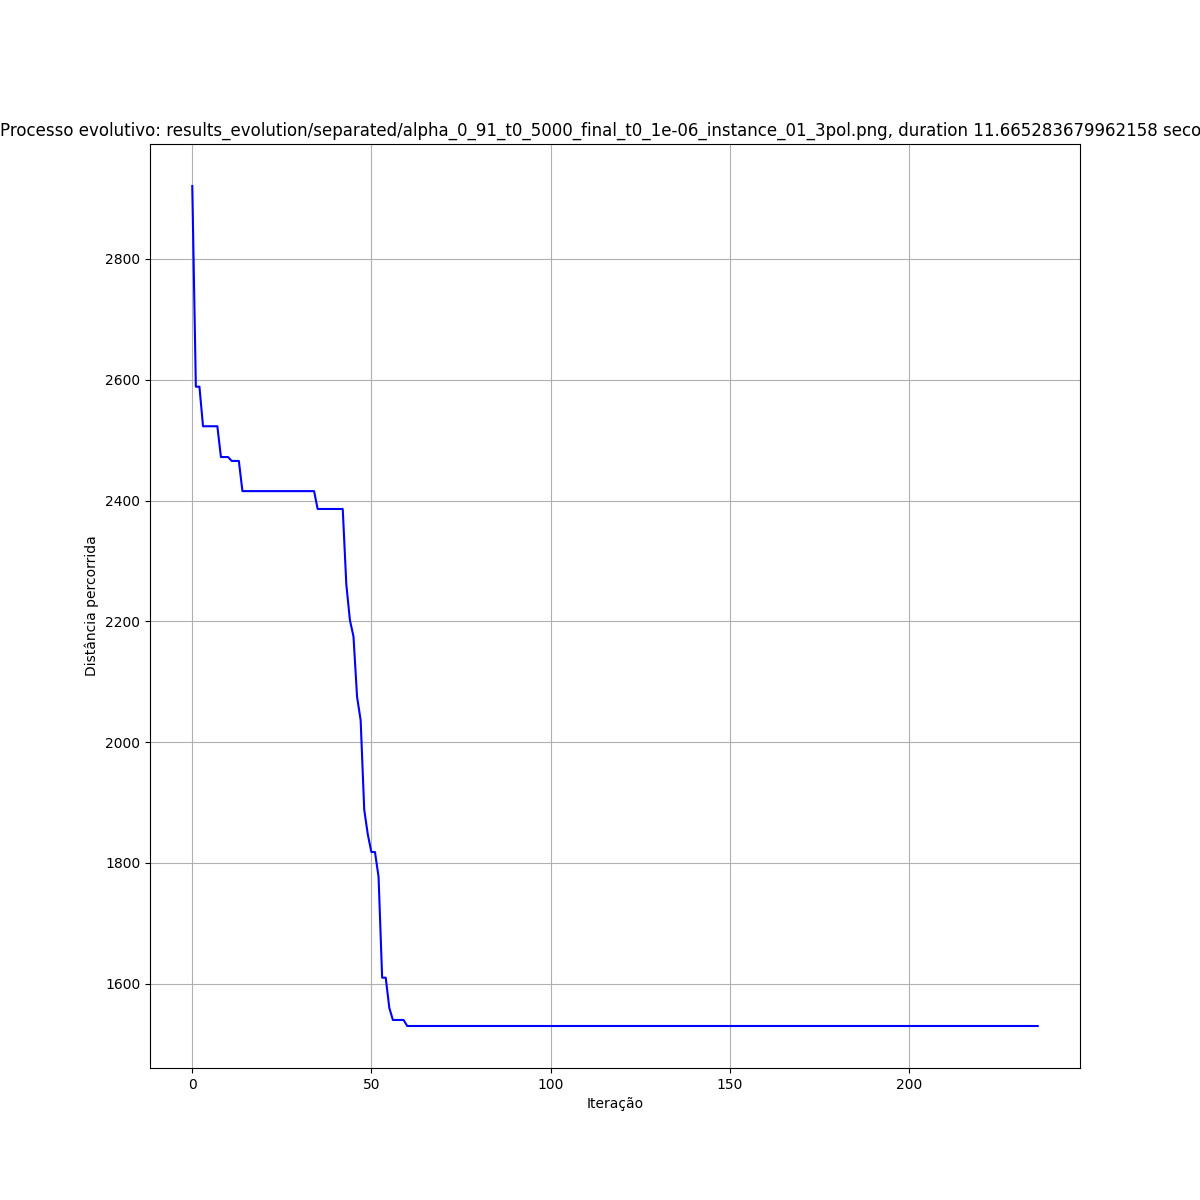 Processo evolutivo: results_evolution/separated/alpha_0_91_t0_5000_final_t0_1e-06_instance_01_3pol.png, duration 11.665283679962158 seco
2800
2600
2400
2200
2000
1800
1600
Distância percorrida
0 50 100 150 200
Iteração